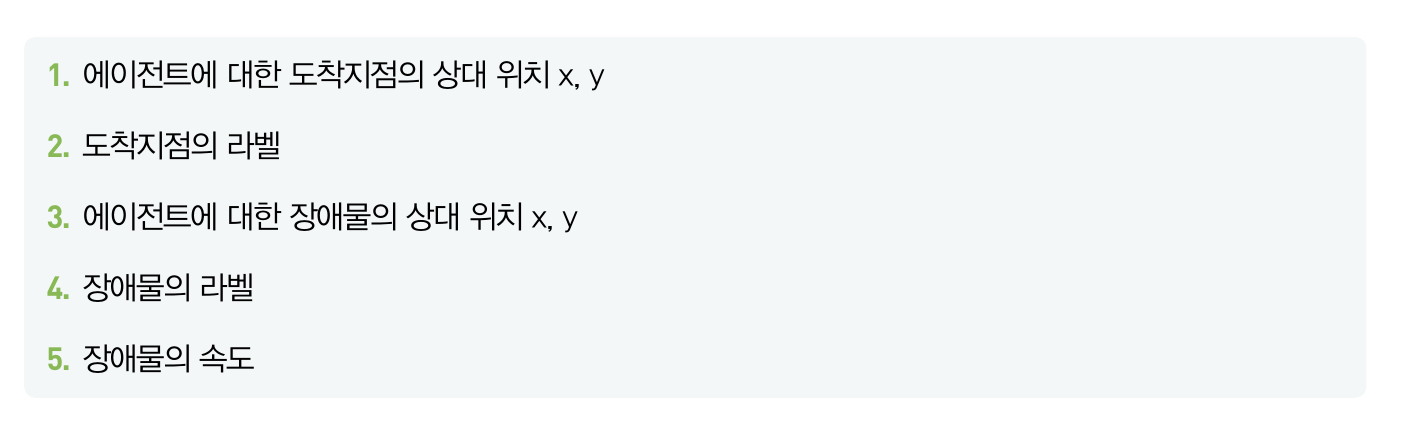 1. 에이전트에 대한 도착지점의 상대 위치 x, y
2. 도착지점의 라벨
3. 에이전트에 대한 장애물의 상대 위치 x, y
4. 장애물의 라벨
5. 장애물의 속도